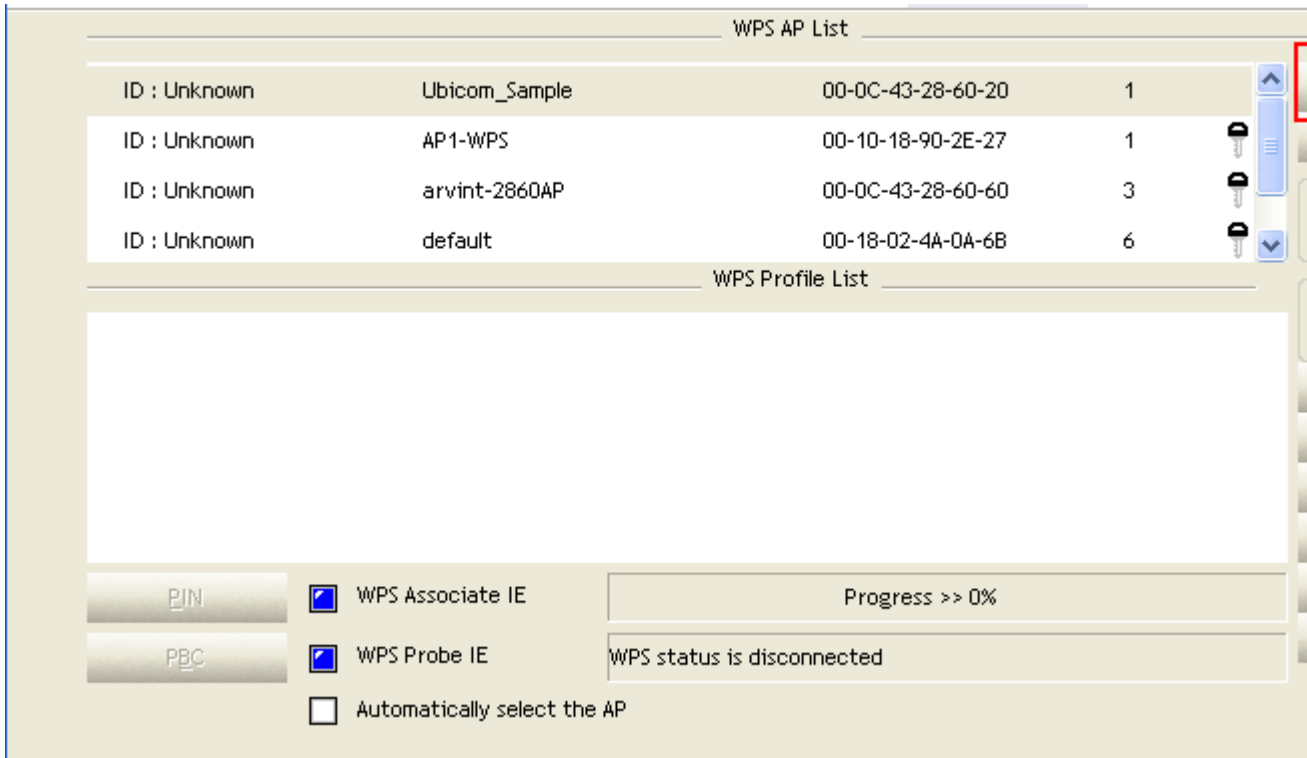 WPS AP List
ID : Unknown Ubicom_Sample 00-0C-43-28-60-20 1
ID : Unknown AP1-WPS 00-10-18-90-2E-27 1
ID : Unknown arvint-2860AP 00-0C-43-28-60-60 3
ID : Unknown default 00-18-02-4A-0A-6B 6
WPS Profile List
PIN WPS Associate IE Progress >> 0%
PBC WPS Probe IE WPS status is disconnected
Automatically select the AP